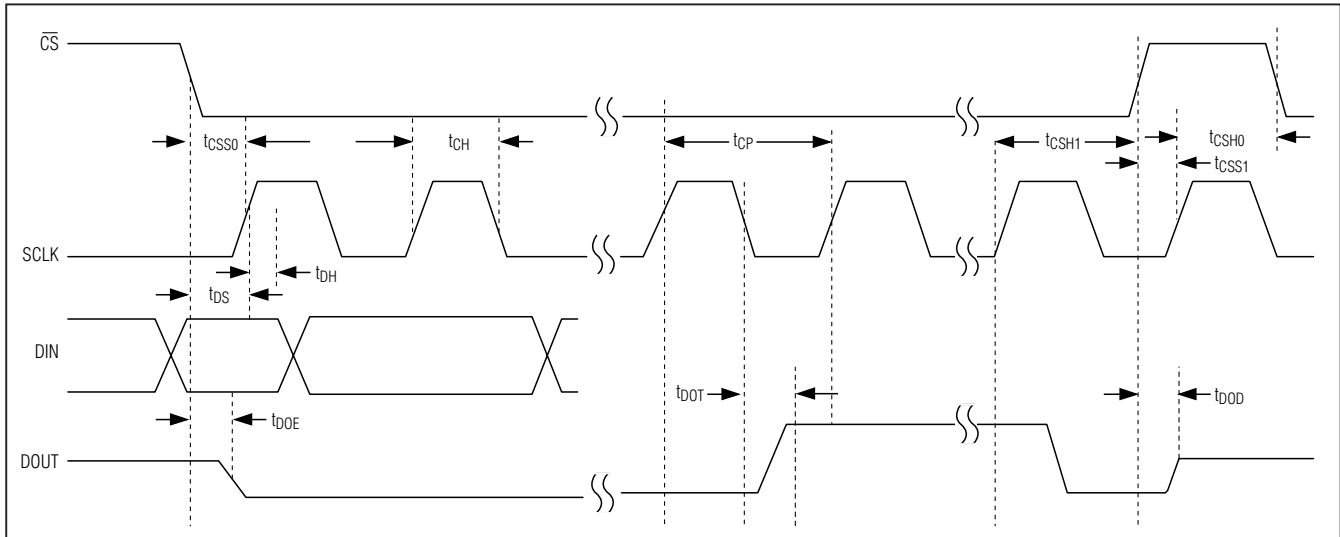 CS
tCSS0
tCH
tCP
tCSH1
tCSH0
tCSS1
SCLK
tDH
tDS
DIN
tDOT
tDOD
tDOE
DOUT